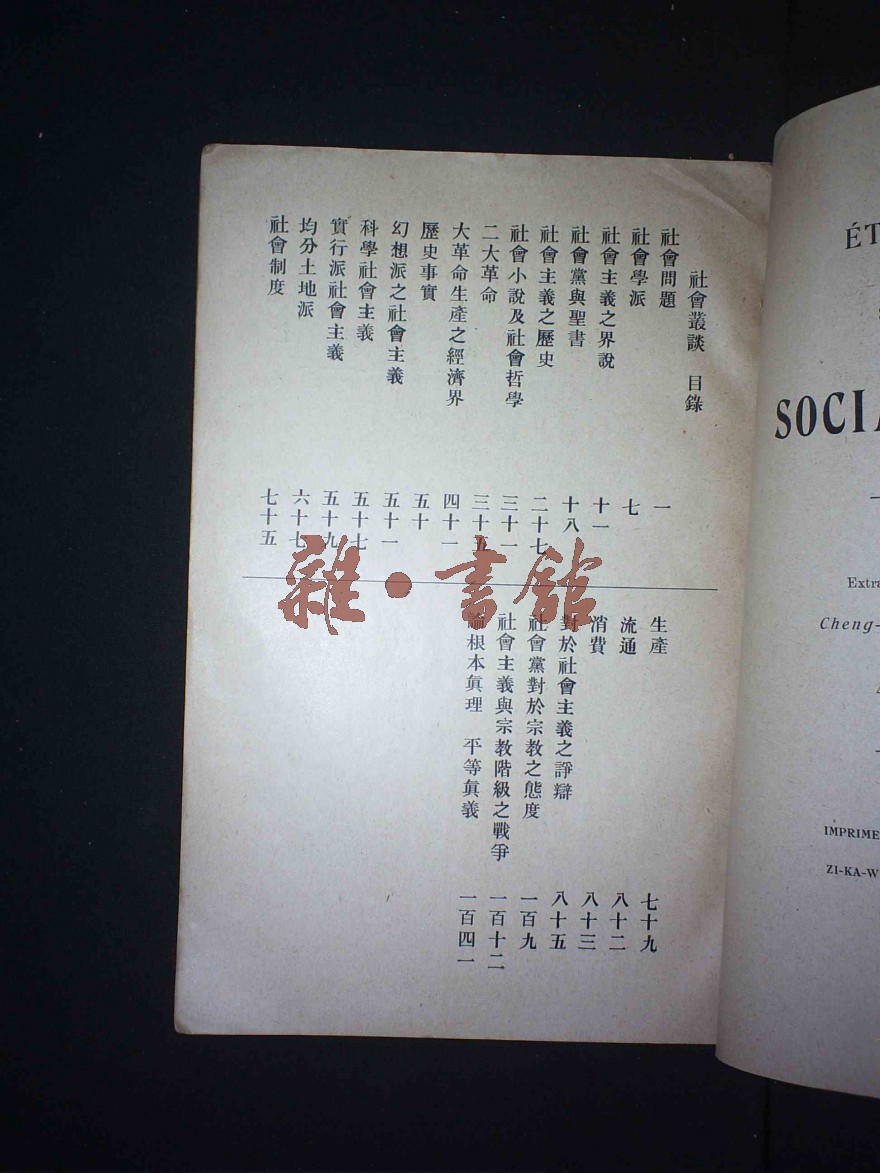 社會叢談　目錄
社會問題　一
社會學派　七
社會主義之界說　十一
社會黨與聖書　十八
社會主義之歷史　二十七
社會小說及社會哲學　三十一
二大革命　三十五
大革命生產之經濟界　四十一
歷史事實　五十
幻想派之社會主義　五十一
科學社會主義　五十七
實行派社會主義　五十九
均分土地派　六十七
社會制度　七十五
生產　七十九
流通　八十二
消費　八十三
對於社會主義之諍辯　八十五
社會黨對於宗教之態度　一百九
社會主義與宗教階級之戰爭　一百十二
論根本眞理　平等眞義　一百四一
雜・書館
ÉT
SOCIA
Extra
Cheng-
IMPRIME
ZI-KA-W